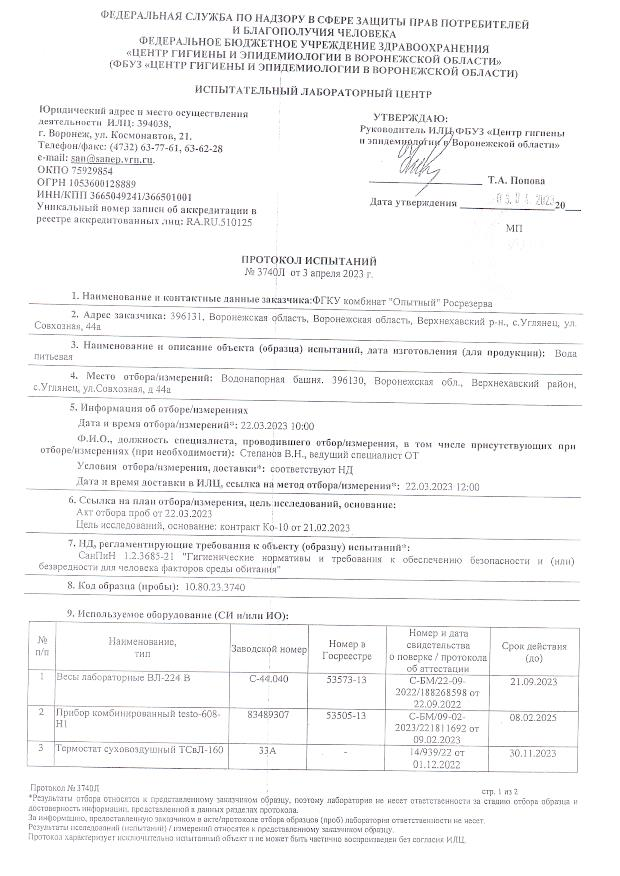 ФЕДЕРАЛЬНАЯ СЛУЖБА ПО НАДЗОРУ В СФЕРЕ ЗАЩИТЫ ПРАВ ПОТРЕБИТЕЛЕЙ
И БЛАГОПОЛУЧИЯ ЧЕЛОВЕКА
ФЕДЕРАЛЬНОЕ БЮДЖЕТНОЕ УЧРЕЖДЕНИЕ ЗДРАВООХРАНЕНИЯ
«ЦЕНТР ГИГИЕНЫ И ЭПИДЕМИОЛОГИИ В ВОРОНЕЖСКОЙ ОБЛАСТИ»
(ФБУЗ «ЦЕНТР ГИГИЕНЫ И ЭПИДЕМИОЛОГИИ В ВОРОНЕЖСКОЙ ОБЛАСТИ)
ИСПЫТАТЕЛЬНЫЙ ЛАБОРАТОРНЫЙ ЦЕНТР
Юридический адрес и место осуществления
деятельности ИЛЦ: 394038,
г. Воронеж, ул. Космонавтов, 21.
Телефон/факс: (4732) 63-77-61, 63-62-28
e-mail: san@sanep.vrn.ru.
ОКПО 75929854
ОГРН 1053600128889
ИНН/КПП 3665049241/366501001
Уникальный номер записи об аккредитации в
реестре аккредитованных лиц: RA.RU.510125
УТВЕРЖДАЮ:
Руководитель ИЛЦ ФБУЗ «Центр гигиены
и эпидемиологии в Воронежской области»
Т.А. Попова
Дата утверждения 2023 20
МП
ПРОТОКОЛ ИСПЫТАНИЙ
№ 3740Л от 3 апреля 2023 г.
1. Наименование и контактные данные заказчика:ФГКУ комбинат "Опытный" Росрезерва
2. Адрес заказчика: 396131, Воронежская область, Воронежская область, Верхнехавский р-н., с.Углянец, ул.
Совхозная, 44а
3. Наименование и описание объекта (образца) испытаний, дата изготовления (для продукции): Вода
питьевая
4. Место отбора/измерений: Водонапорная башня. 396130, Воронежская обл., Верхнехавский район,
с.Углянец, ул.Совхозная, д 44а
5. Информация об отборе/измерениях
Дата и время отбора/измерений*: 22.03.2023 10:00
Ф.И.О., должность специалиста, проводившего отбор/измерения, в том числе присутствующих при
отборе/измерениях (при необходимости): Степанов В.Н., ведущий специалист ОТ
Условия отбора/измерения, доставки*: соответствуют НД
Дата и время доставки в ИЛЦ, ссылка на метод отбора/измерения*: 22.03.2023 12:00
6. Ссылка на план отбора/измерения, цель исследований, основание:
Акт отбора проб от 22.03.2023
Цель исследований, основание: контракт Ко-10 от 21.02.2023
7. НД, регламентирующие требования к объекту (образцу) испытаний*:
СанПиН 1.2.3685-21 "Гигиенические нормативы и требования к обеспечению безопасности и (или)
безвредности для человека факторов среды обитания"
8. Код образца (пробы): 10.80.23.3740
9. Используемое оборудование (СИ и/или ИО):
№ п/п Наименование, тип Заводской номер Номер в Госреестре Номер и дата свидетельства о поверке / протокола об аттестации Срок действия (до)
1 Весы лабораторные ВЛ-224 В С-44.040 53573-13 С-БМ/22-09-2022/188268598 от 22.09.2022 21.09.2023
2 Прибор комбинированный testo-608-H1 83489307 53505-13 С-БМ/09-02-2023/221811692 от 09.02.2023 08.02.2025
3 Термостат суховоздушный ТСвЛ-160 33А - 14/939/22 от 01.12.2022 30.11.2023
Протокол № 3740Л
стр. 1 из 2
*Результаты отбора относятся к представленному заказчиком образцу, поэтому лаборатория не несет ответственности за стадию отбора образца и
достоверность информации, представленной в данных разделах протокола.
За информацию, предоставленную заказчиком в акте/протоколе отбора образцов (проб) лаборатория ответственности не несет.
Результаты исследований (испытаний) / измерений относятся к представленному заказчиком образцу.
Протокол характеризует исключительно испытанный объект и не может быть частично воспроизведен без согласия ИЛЦ.